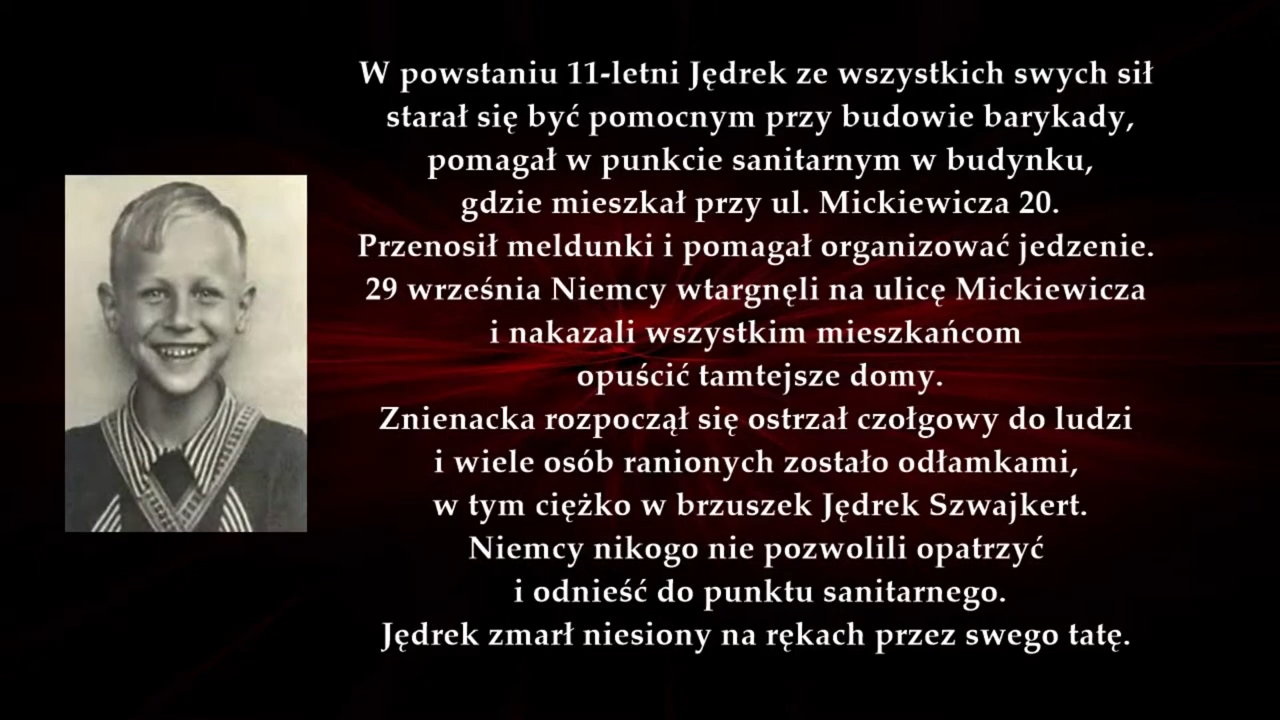 W powstaniu 11-letni Jędrek ze wszystkich swych sił
starał się być pomocnym przy budowie barykady,
pomagał w punkcie sanitarnym w budynku,
gdzie mieszkał przy ul. Mickiewicza 20.
Przenosił meldunki i pomagał organizować jedzenie.
29 września Niemcy wtargnęli na ulicę Mickiewicza
i nakazali wszystkim mieszkańcom
opuścić tamtejsze domy.
Znienacka rozpoczął się ostrzał czołgowy do ludzi
i wiele osób ranionych zostało odłamkami,
w tym ciężko w brzuszek Jędrek Szwajkert.
Niemcy nikogo nie pozwolili opatrzyć
i odnieść do punktu sanitarnego.
Jędrek zmarł niesiony na rękach przez swego tatę.